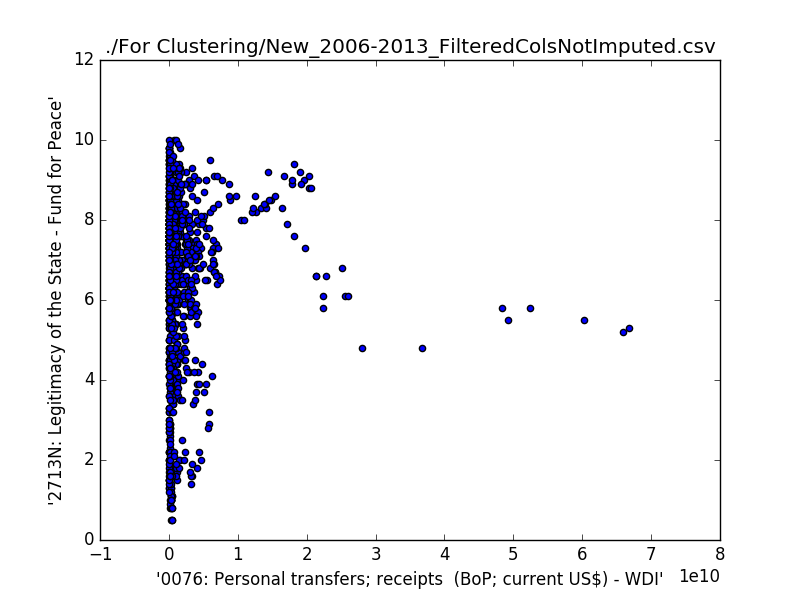 ./For Clustering/New_2006-2013_FilteredColsNotImputed.csv
12
10
8
6
4
2
0
'2713N: Legitimacy of the State - Fund for Peace'
−1 0 1 2 3 4 5 6 7 8
1e10
'0076: Personal transfers; receipts  (BoP; current US$) - WDI'